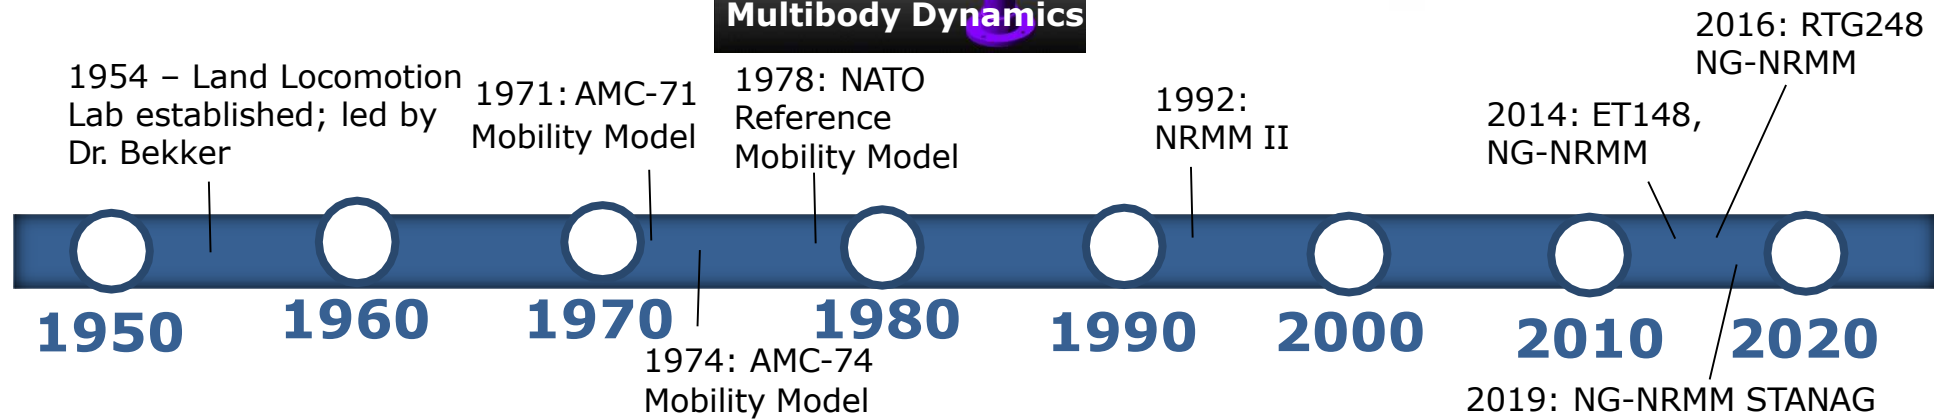 Multibody Dynamics
1954 – Land Locomotion
Lab established; led by
Dr. Bekker
1971: AMC-71
Mobility Model
1978: NATO
Reference
Mobility Model
1992:
NRMM II
2014: ET148,
NG-NRMM
2016: RTG248
NG-NRMM
1950
1960
1970
1980
1990
2000
2010
2020
1974: AMC-74
Mobility Model
2019: NG-NRMM STANAG